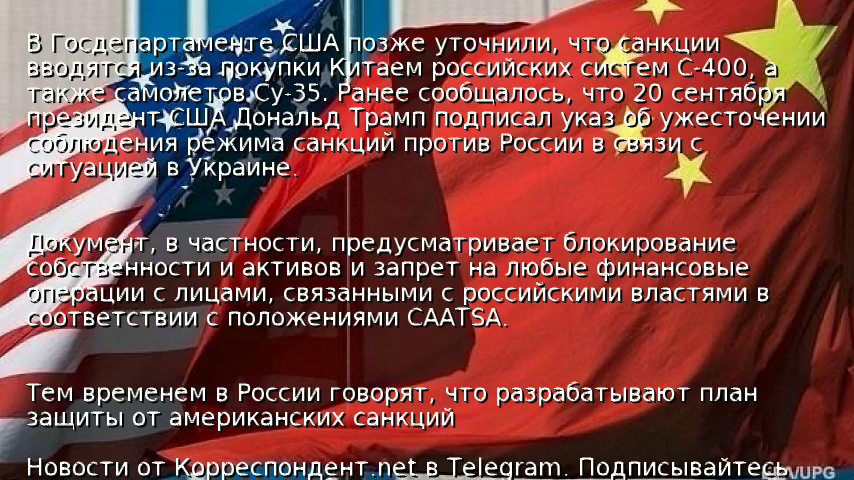 В Госдепартаменте США позже уточнили, что санкции
вводятся из-за покупки Китаем российских систем С-400, а
также самолетов Су-35. Ранее сообщалось, что 20 сентября
президент США Дональд Трамп подписал указ об ужесточении
соблюдения режима санкций против России в связи с
ситуацией в Украине.
Документ, в частности, предусматривает блокирование
собственности и активов и запрет на любые финансовые
операции с лицами, связанными с российскими властями в
соответствии с положениями CAATSA.
Тем временем в России говорят, что разрабатывают план
защиты от американских санкций
Новости от Корреспондент.net в Telegram. Подписывайтесь